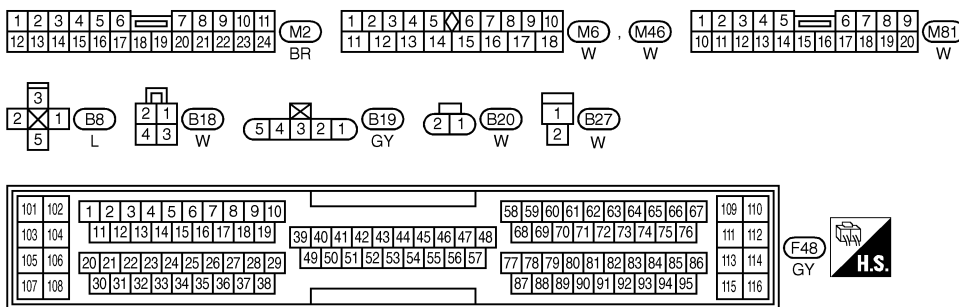 1 2 3 4 5 6 7 8 9 10 11
12 13 14 15 16 17 18 19 20 21 22 23 24
M2
BR
1 2 3 4 5 6 7 8 9 10
11 12 13 14 15 16 17 18
M6 , M46
W W
1 2 3 4 5 6 7 8 9
10 11 12 13 14 15 16 17 18 19 20
M81
W
3
2 1
5
B8
L
2 1
4 3
B18
W
5 4 3 2 1
B19
GY
2 1
B20
W
1
2
B27
W
101 102
103 104
105 106
107 108
1 2 3 4 5 6 7 8 9 10
11 12 13 14 15 16 17 18 19
20 21 22 23 24 25 26 27 28 29
30 31 32 33 34 35 36 37 38
39 40 41 42 43 44 45 46 47 48
49 50 51 52 53 54 55 56 57
58 59 60 61 62 63 64 65 66 67
68 69 70 71 72 73 74 75 76
77 78 79 80 81 82 83 84 85 86
87 88 89 90 91 92 93 94 95
109 110
111 112
113 114
115 116
F48
GY
H.S.